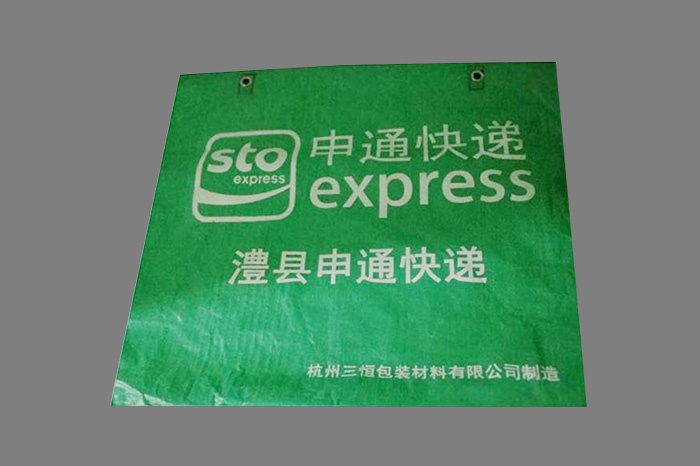 sto
express
申通快递
express
澧县申通快递
杭州三恒包装材料有限公司制造